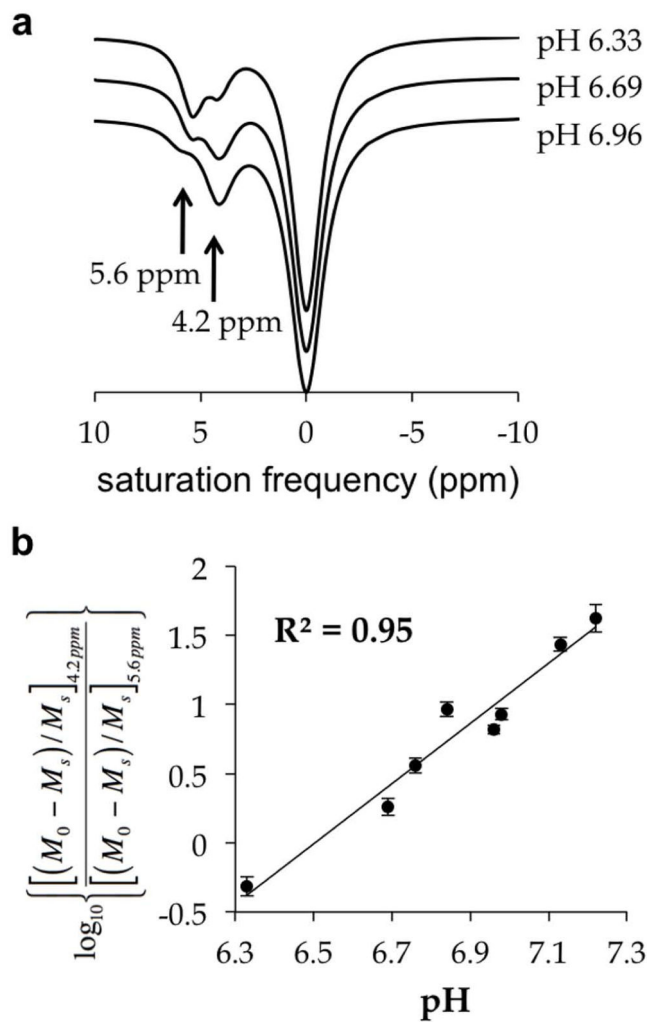 a
pH 6.33
pH 6.69
pH 6.96
5.6 ppm
4.2 ppm
10 5 0 -5 -10
saturation frequency (ppm)
b
log₁₀ { [(M₀ − Mₛ)/Mₛ]₄.₂ppm / [(M₀ − Mₛ)/Mₛ]₅.₆ppm }
2
1.5
1
0.5
0
-0.5
R² = 0.95
6.3 6.5 6.7 6.9 7.1 7.3
pH